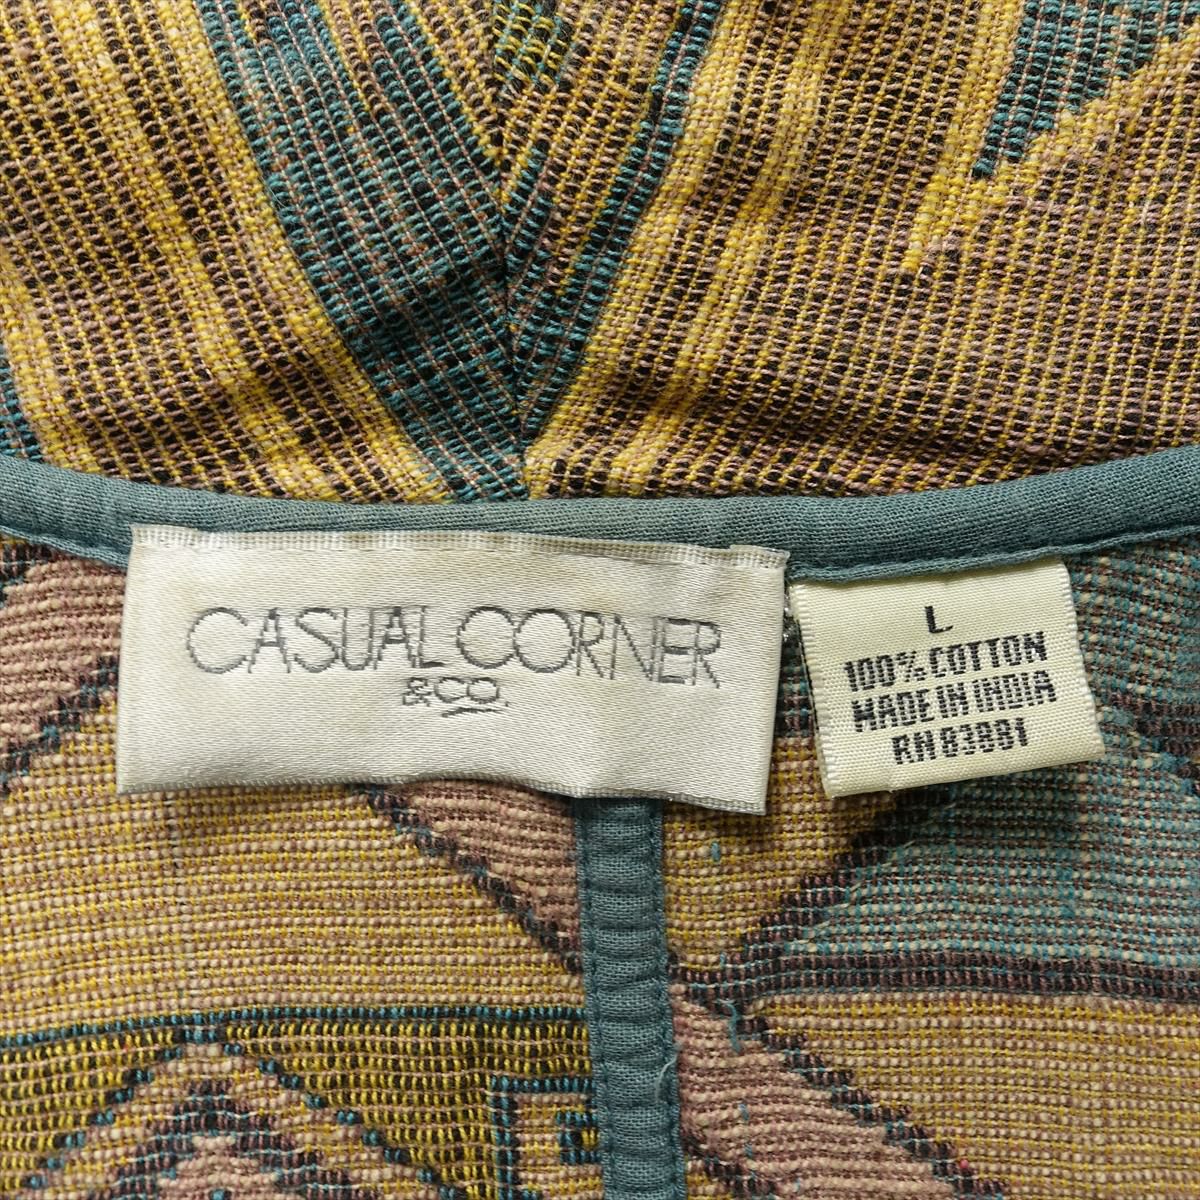 CASUAL CORNER
&CO.
L
100% COTTON
MADE IN INDIA
RN 83881